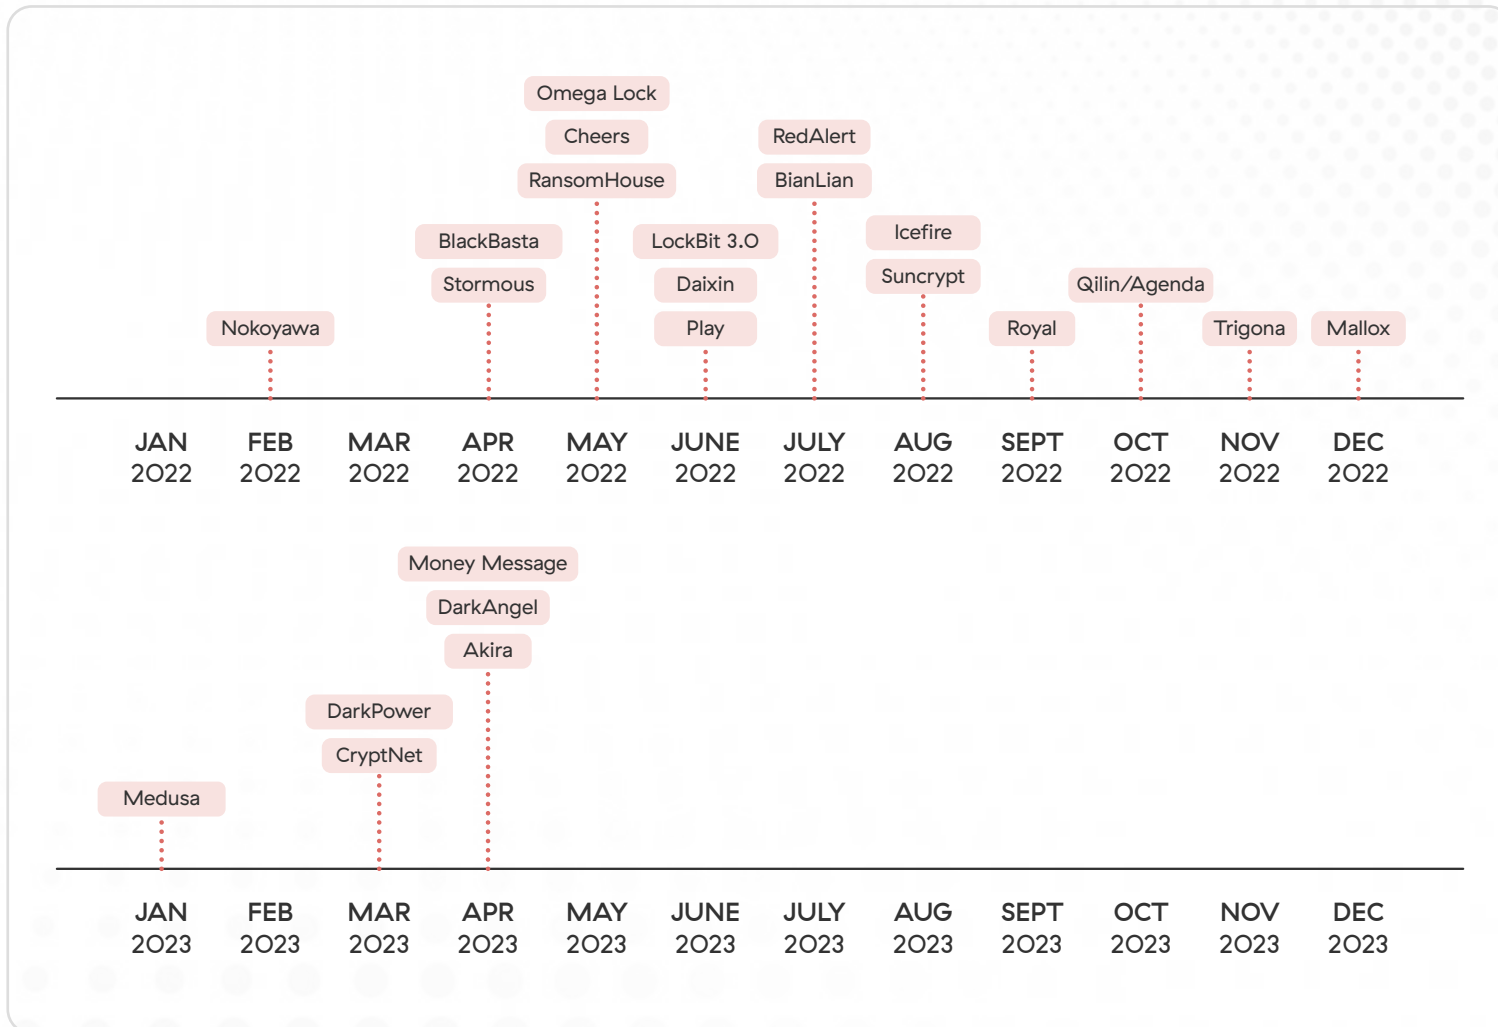 Omega Lock
Cheers
RedAlert
RansomHouse
BianLian
BlackBasta
LockBit 3.0
Icefire
Stormous
Daixin
Suncrypt
Qilin/Agenda
Nokoyawa
Play
Royal
Trigona
Mallox
JAN FEB MAR APR MAY JUNE JULY AUG SEPT OCT NOV DEC
2022 2022 2022 2022 2022 2022 2022 2022 2022 2022 2022 2022
Money Message
DarkAngel
Akira
DarkPower
CryptNet
Medusa
JAN FEB MAR APR MAY JUNE JULY AUG SEPT OCT NOV DEC
2023 2023 2023 2023 2023 2023 2023 2023 2023 2023 2023 2023